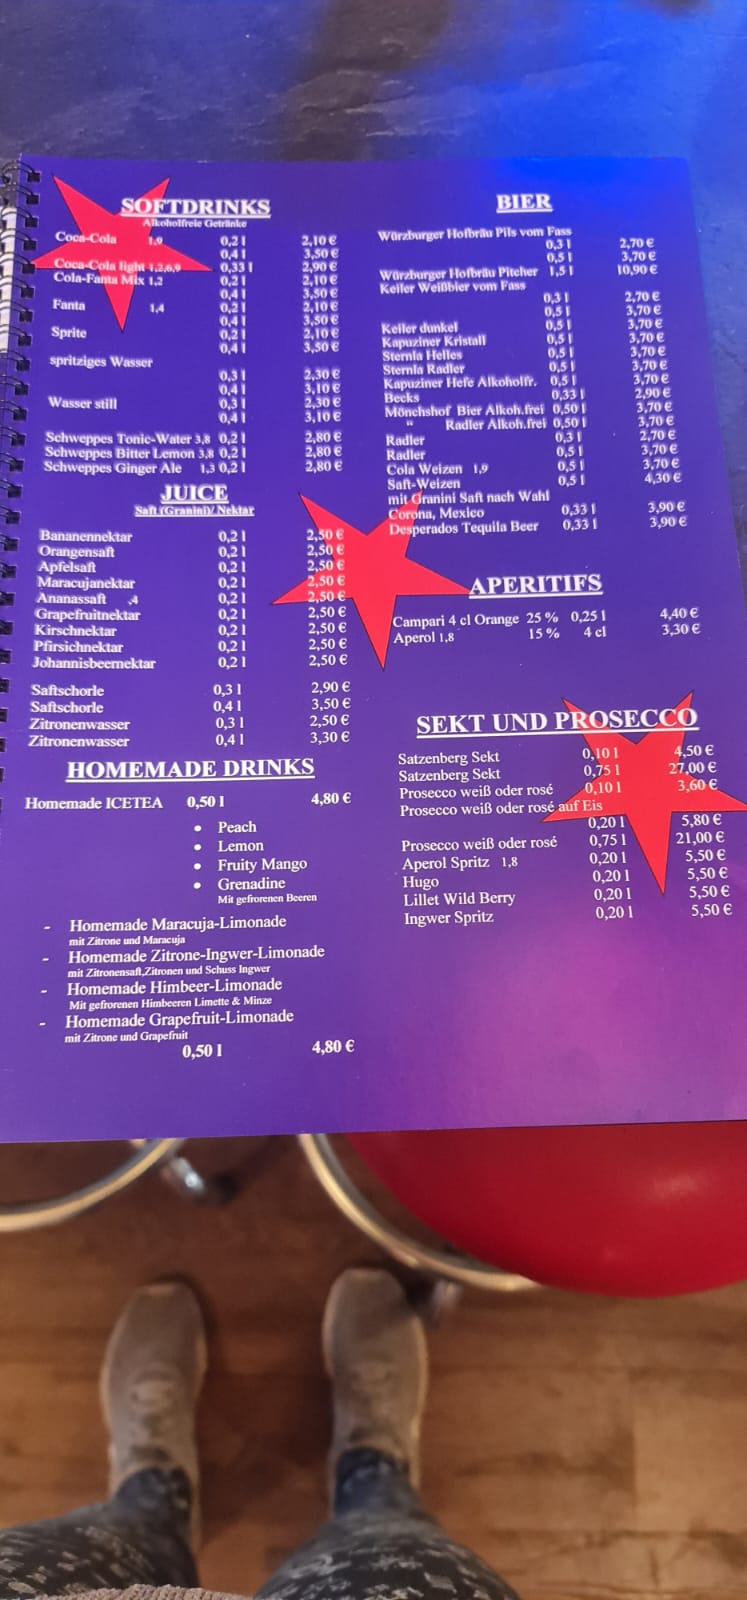 SOFTDRINKS
Alkoholfreie Getränke
Coca-Cola 1,9 0,2 l 2,10 €
0,4 l 3,50 €
Coca-Cola light 1,2,6,9 0,33 l 2,90 €
Cola-Fanta Mix 1,2 0,2 l 2,10 €
0,4 l 3,50 €
Fanta 1,4 0,2 l 2,10 €
0,4 l 3,50 €
Sprite 0,2 l 2,10 €
0,4 l 3,50 €
spritziges Wasser
0,3 l 2,30 €
0,4 l 3,10 €
Wasser still 0,3 l 2,30 €
0,4 l 3,10 €
Schweppes Tonic-Water 3,8 0,2 l 2,80 €
Schweppes Bitter Lemon 3,8 0,2 l 2,80 €
Schweppes Ginger Ale 1,3 0,2 l 2,80 €
JUICE
Saft (Granini)/ Nektar
Bananennektar 0,2 l 2,50 €
Orangensaft 0,2 l 2,50 €
Apfelsaft 0,2 l 2,50 €
Maracujanektar 0,2 l 2,50 €
Ananassaft ,4 0,2 l 2,50 €
Grapefruitnektar 0,2 l 2,50 €
Kirschnektar 0,2 l 2,50 €
Pfirsichnektar 0,2 l 2,50 €
Johannisbeernektar 0,2 l 2,50 €
Saftschorle 0,3 l 2,90 €
Saftschorle 0,4 l 3,50 €
Zitronenwasser 0,3 l 2,50 €
Zitronenwasser 0,4 l 3,30 €
HOMEMADE DRINKS
Homemade ICETEA 0,50 l 4,80 €
• Peach
• Lemon
• Fruity Mango
• Grenadine
Mit gefrorenen Beeren
- Homemade Maracuja-Limonade
mit Zitrone und Maracuja
- Homemade Zitrone-Ingwer-Limonade
mit Zitronensaft,Zitronen und Schuss Ingwer
- Homemade Himbeer-Limonade
Mit gefrorenen Himbeeren Limette & Minze
- Homemade Grapefruit-Limonade
mit Zitrone und Grapefruit
0,50 l 4,80 €
BIER
Würzburger Hofbräu Pils vom Fass
0,3 l 2,70 €
0,5 l 3,70 €
Würzburger Hofbräu Pitcher 1,5 l 10,90 €
Keiler Weißbier vom Fass
0,3 l 2,70 €
0,5 l 3,70 €
Keiler dunkel 0,5 l 3,70 €
Kapuziner Kristall 0,5 l 3,70 €
Sternla Helles 0,5 l 3,70 €
Sternla Radler 0,5 l 3,70 €
Kapuziner Hefe Alkoholfr. 0,5 l 3,70 €
Becks 0,33 l 2,90 €
Mönchshof Bier Alkoh.frei 0,50 l 3,70 €
“ Radler Alkoh.frei 0,50 l 3,70 €
Radler 0,3 l 2,70 €
Radler 0,5 l 3,70 €
Cola Weizen 1,9 0,5 l 3,70 €
Saft-Weizen 0,5 l 4,30 €
mit Granini Saft nach Wahl
Corona, Mexico 0,33 l 3,90 €
Desperados Tequila Beer 0,33 l 3,90 €
APERITIFS
Campari 4 cl Orange 25 % 0,25 l 4,40 €
Aperol 1,8 15 % 4 cl 3,30 €
SEKT UND PROSECCO
Satzenberg Sekt 0,10 l 4,50 €
Satzenberg Sekt 0,75 l 27,00 €
Prosecco weiß oder rosé 0,10 l 3,60 €
Prosecco weiß oder rosé auf Eis
0,20 l 5,80 €
Prosecco weiß oder rosé 0,75 l 21,00 €
Aperol Spritz 1,8 0,20 l 5,50 €
Hugo 0,20 l 5,50 €
Lillet Wild Berry 0,20 l 5,50 €
Ingwer Spritz 0,20 l 5,50 €